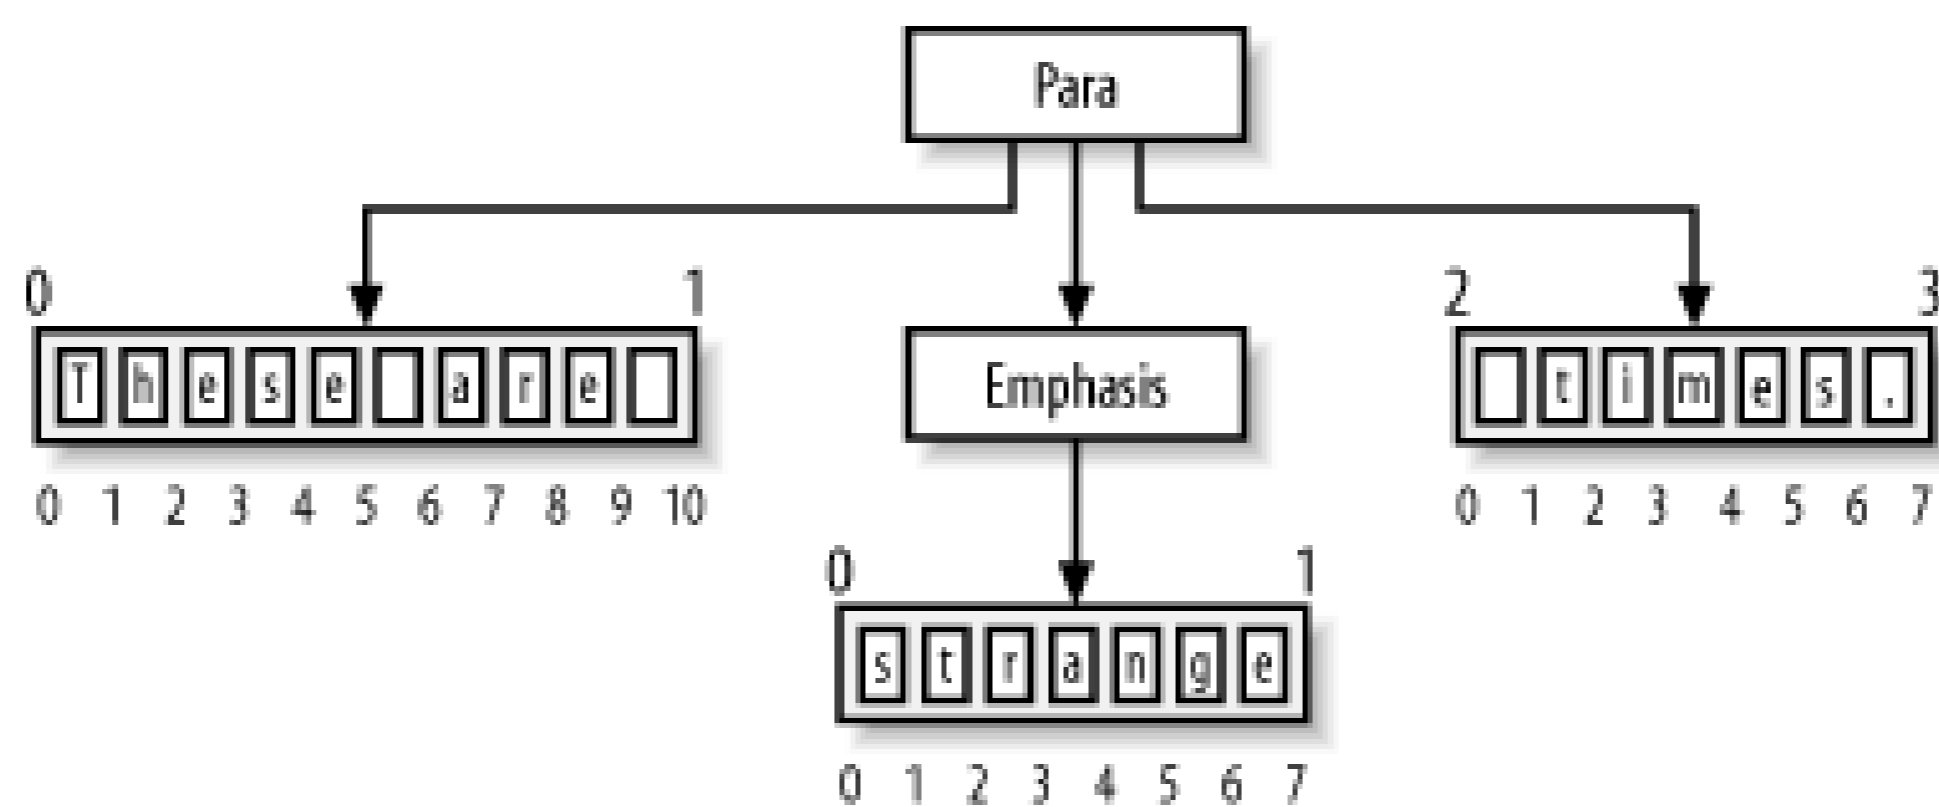 Para
0 1
2 3
T h e s e a r e
Emphasis
t i m e s .
0 1 2 3 4 5 6 7 8 9 10
0 1 2 3 4 5 6 7
0 1
s t r a n g e
0 1 2 3 4 5 6 7